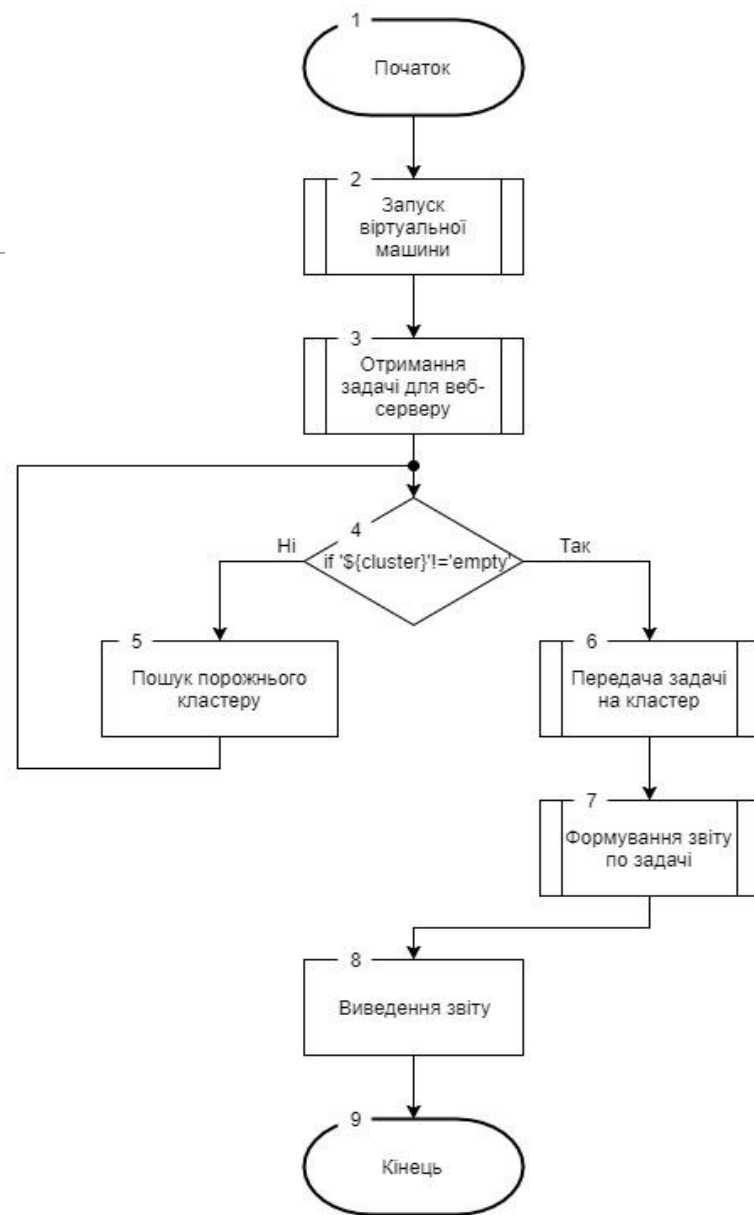 1
Початок
2
Запуск
віртуальної
машини
3
Отримання
задачі для веб-
серверу
4
if '${cluster}'!='empty'
Ні
Так
5
Пошук порожнього
кластеру
6
Передача задачі
на кластер
7
Формування звіту
по задачі
8
Виведення звіту
9
Кінець